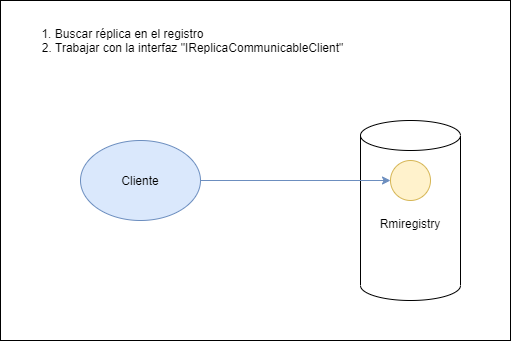 1. Buscar réplica en el registro
2. Trabajar con la interfaz "IReplicaCommunicableClient"
Cliente
Rmiregistry